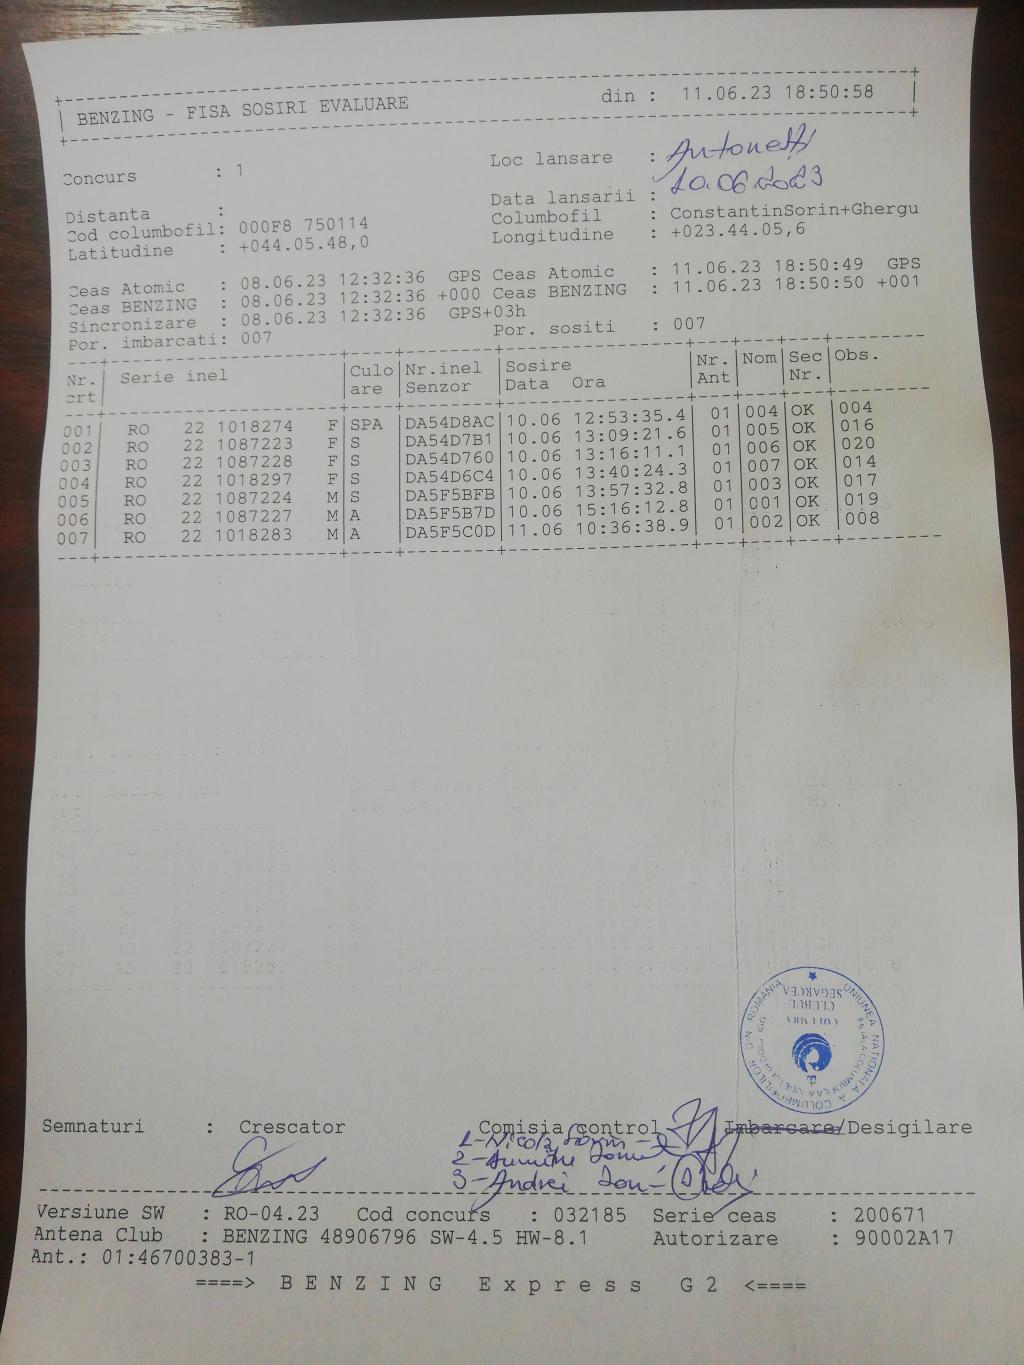 BENZING - FISA SOSIRI EVALUARE din : 11.06.23 18:50:58
Concurs : 1 Loc lansare :
Data lansarii : 10.06.2023
Distanta : Columbofil : ConstantinSorin+Ghergu
Cod columbofil: 000F8 750114 Longitudine : +023.44.05,6
Latitudine : +044.05.48,0
Ceas Atomic : 08.06.23 12:32:36 GPS Ceas Atomic : 11.06.23 18:50:49 GPS
Ceas BENZING : 08.06.23 12:32:36 +000 Ceas BENZING : 11.06.23 18:50:50 +001
Sincronizare : 08.06.23 12:32:36 GPS+03h
Por. imbarcati: 007 Por. sositi : 007
Nr. Serie inel Culo Nr.inel Sosire Nr. Nom Sec Obs.
crt are Senzor Data Ora Ant Nr.
001 RO 22 1018274 F SPA DA54D8AC 10.06 12:53:35.4 01 004 OK 004
002 RO 22 1087223 F S DA54D7B1 10.06 13:09:21.6 01 005 OK 016
003 RO 22 1087228 F S DA54D760 10.06 13:16:11.1 01 006 OK 020
004 RO 22 1018297 F S DA54D6C4 10.06 13:40:24.3 01 007 OK 014
005 RO 22 1087224 M S DA5F5BFB 10.06 13:57:32.8 01 003 OK 017
006 RO 22 1087227 M A DA5F5B7D 10.06 15:16:12.8 01 001 OK 019
007 RO 22 1018283 M A DA5F5C0D 11.06 10:36:38.9 01 002 OK 008
UNIUNEA NATIONALA A COLUMBOFILILOR DIN ROMANIA
COLUMBA
CLUBUL
SEGARCEA
Semnaturi : Crescator Comisia control Imbarcare/Desigilare
1-Nicola Sorin
2-
3-Andrei Ion
Versiune SW : RO-04.23 Cod concurs : 032185 Serie ceas : 200671
Antena Club : BENZING 48906796 SW-4.5 HW-8.1 Autorizare : 90002A17
Ant.: 01:46700383-1
====> BENZING Express G2 <====